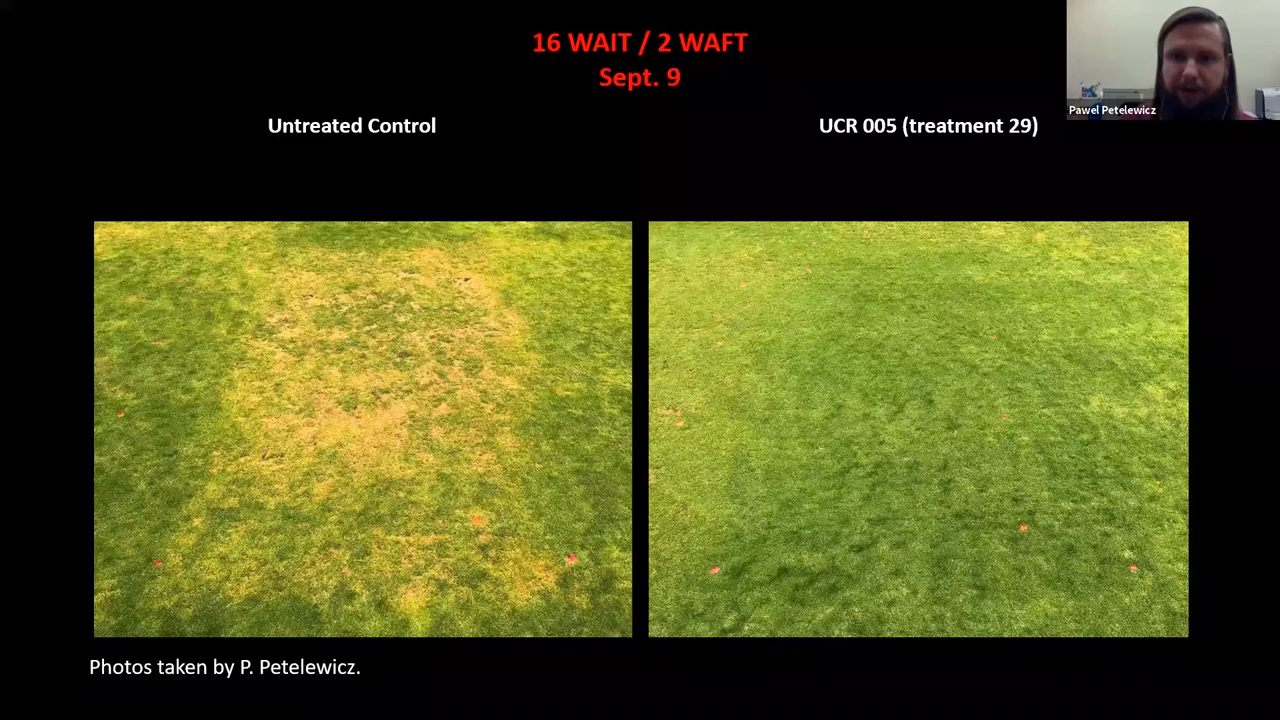 16 WAIT / 2 WAFT
Sept. 9
Pawel Petelewicz
Untreated Control
UCR 005 (treatment 29)
Photos taken by P. Petelewicz.